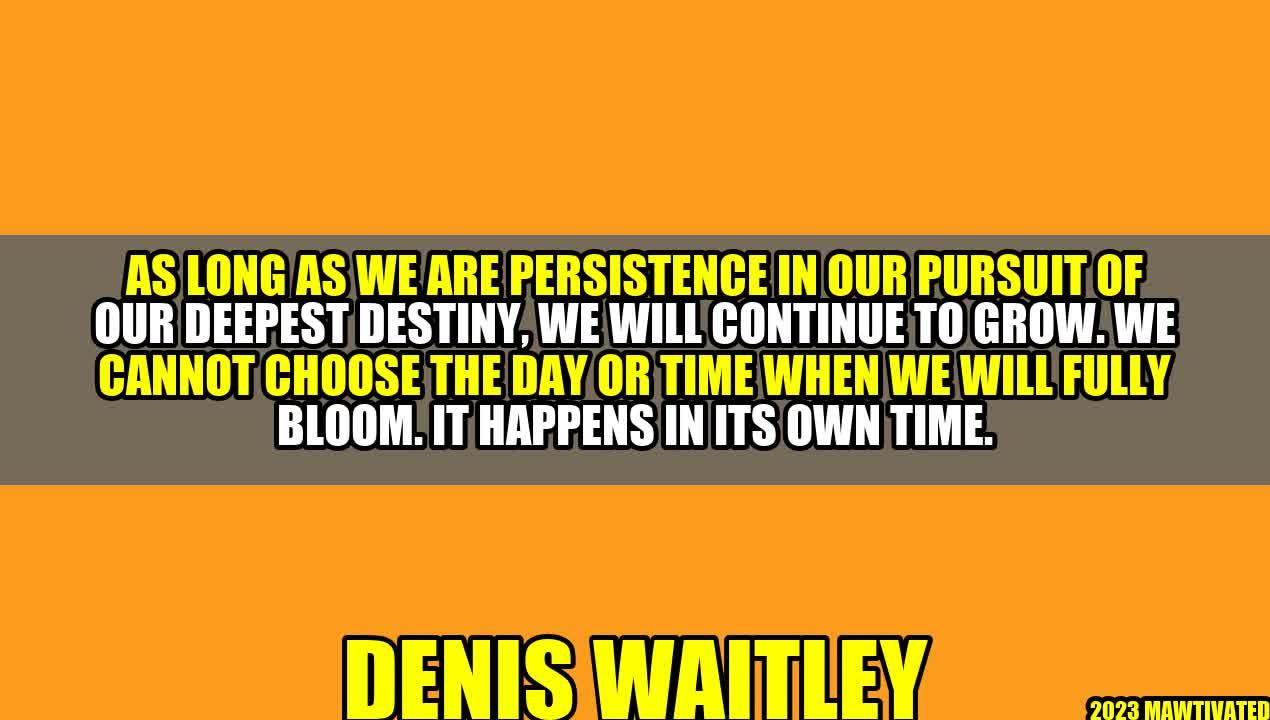 AS LONG AS WE ARE PERSISTENCE IN OUR PURSUIT OF
OUR DEEPEST DESTINY, WE WILL CONTINUE TO GROW. WE
CANNOT CHOOSE THE DAY OR TIME WHEN WE WILL FULLY
BLOOM. IT HAPPENS IN ITS OWN TIME.
DENIS WAITLEY
2023 MAWTIVATED